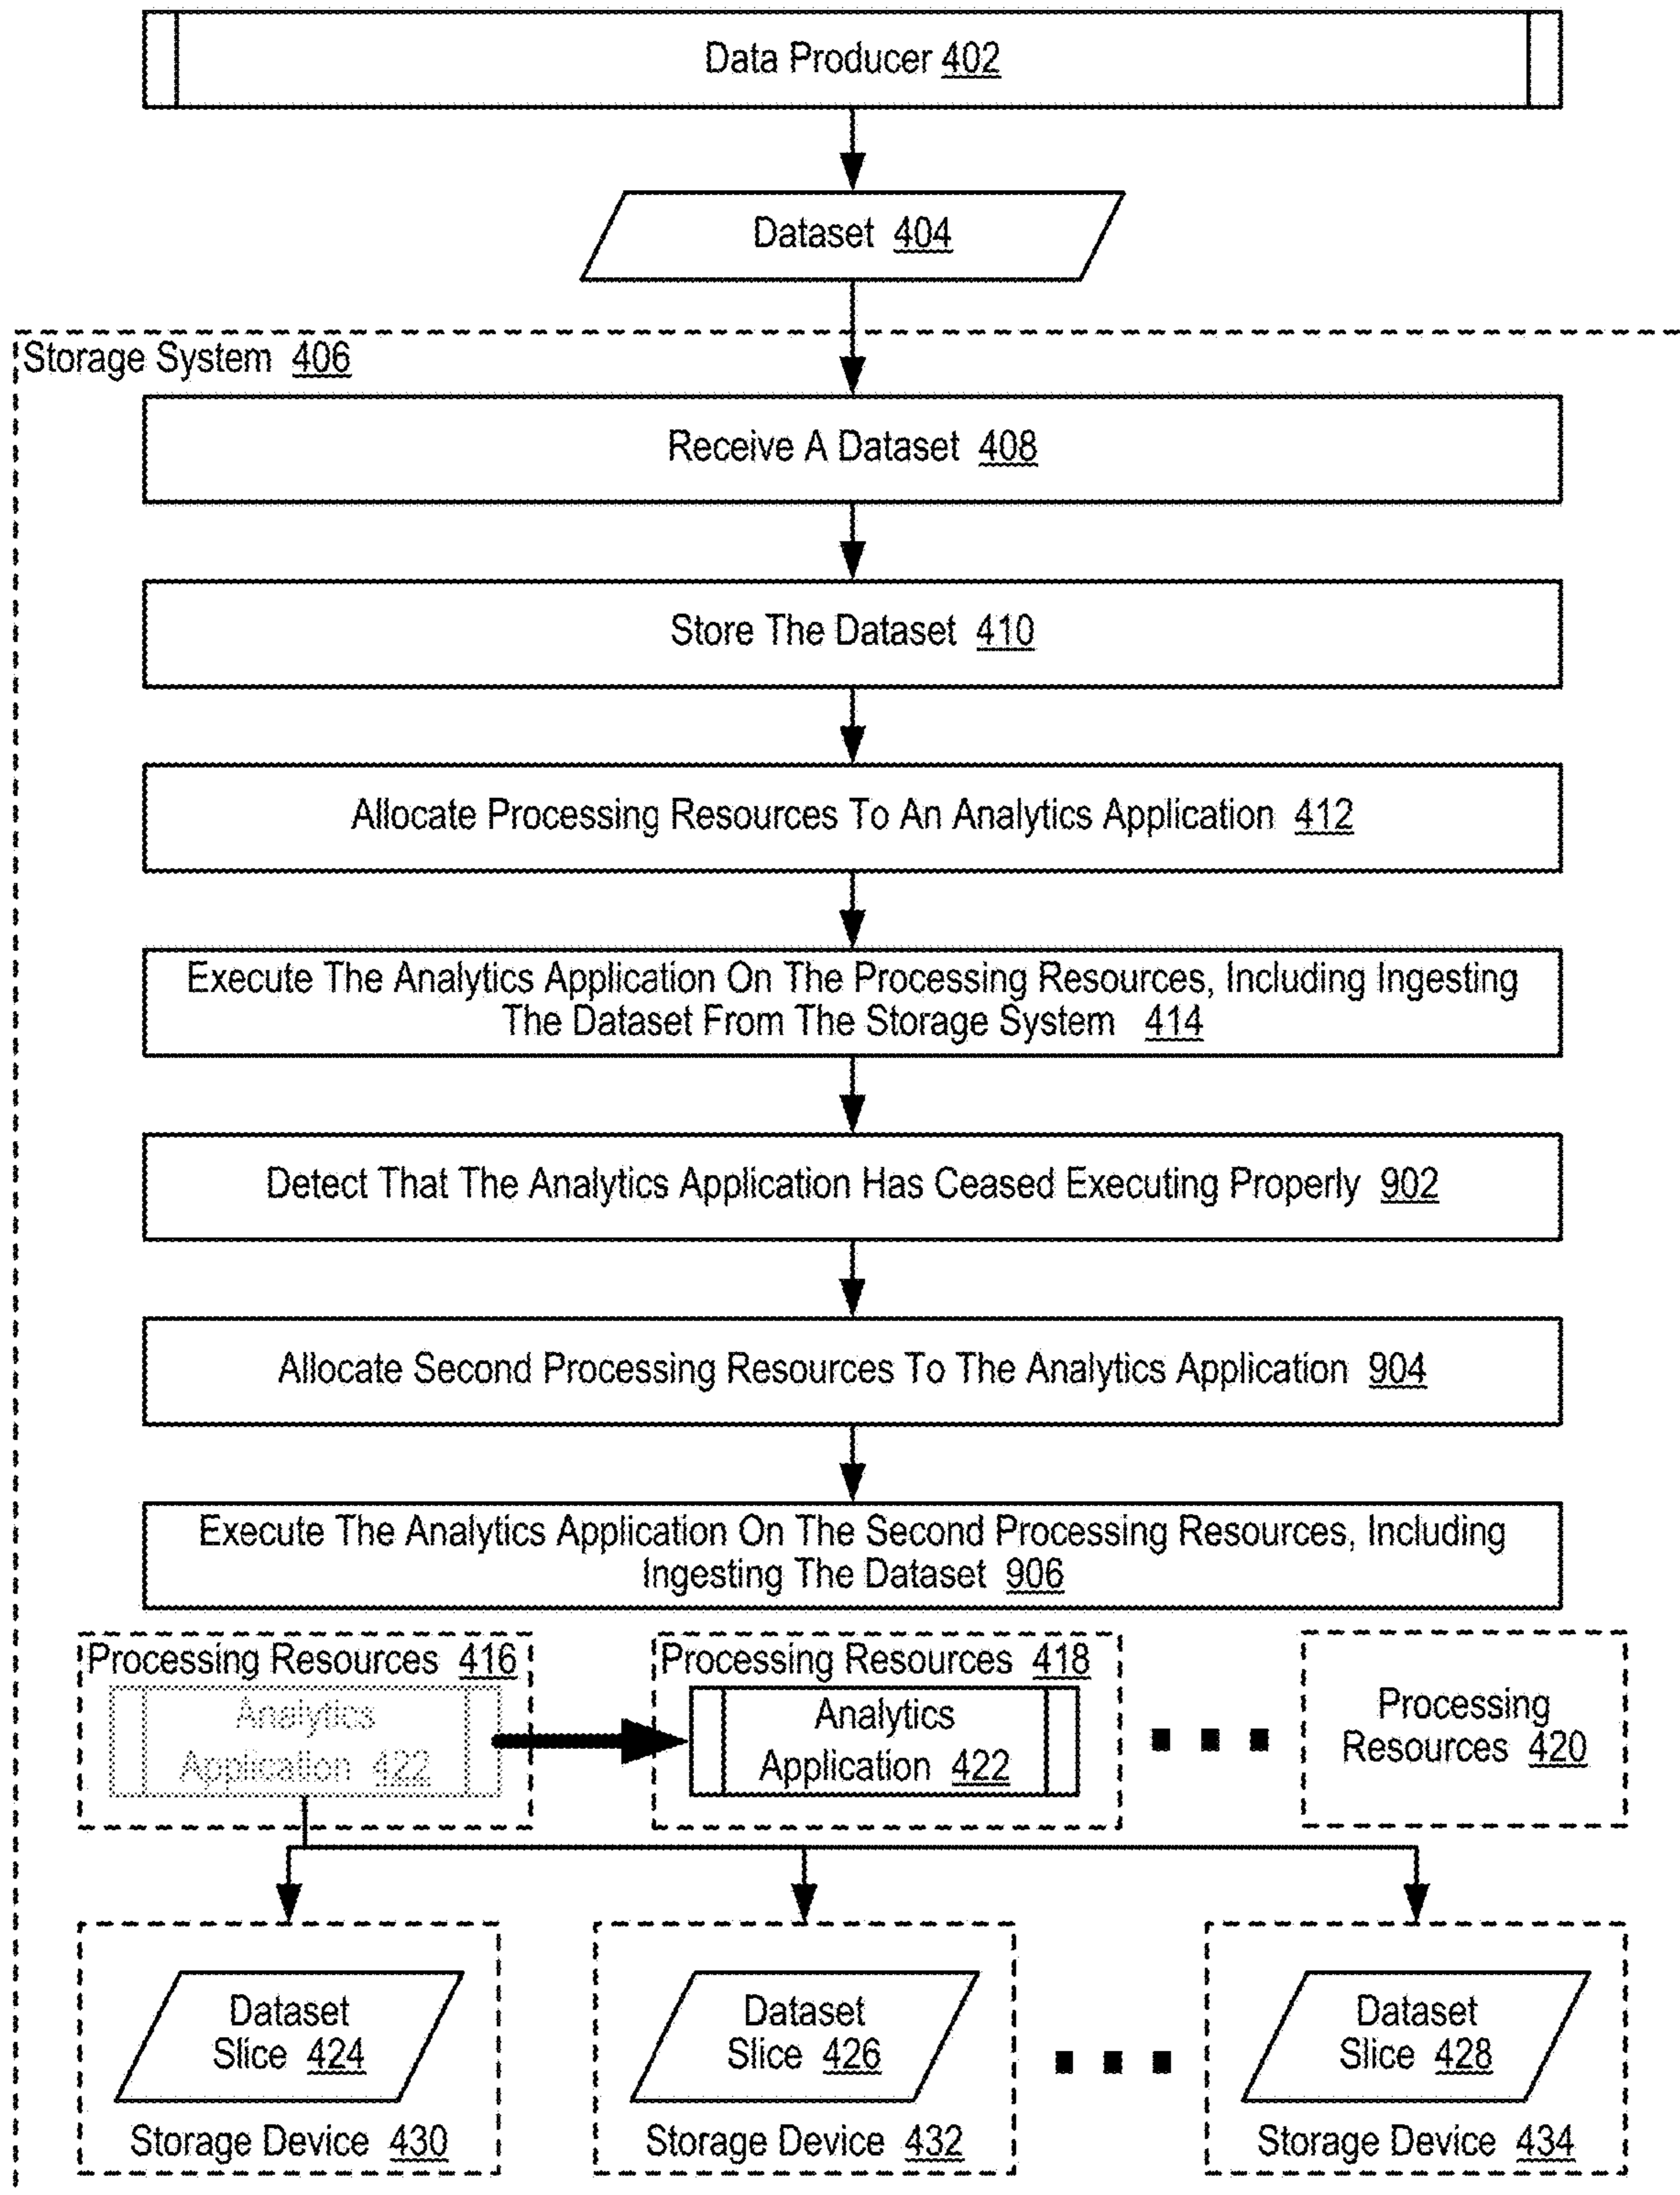 Data Producer 402
Dataset 404
Storage System 406
Receive A Dataset 408
Store The Dataset 410
Allocate Processing Resources To An Analytics Application 412
Execute The Analytics Application On The Processing Resources, Including Ingesting
The Dataset From The Storage System 414
Detect That The Analytics Application Has Ceased Executing Properly 902
Allocate Second Processing Resources To The Analytics Application 904
Execute The Analytics Application On The Second Processing Resources, Including
Ingesting The Dataset 906
Processing Resources 416
Analytics
Application 422
Processing Resources 418
Analytics
Application 422
Processing
Resources 420
Dataset
Slice 424
Storage Device 430
Dataset
Slice 426
Storage Device 432
Dataset
Slice 428
Storage Device 434